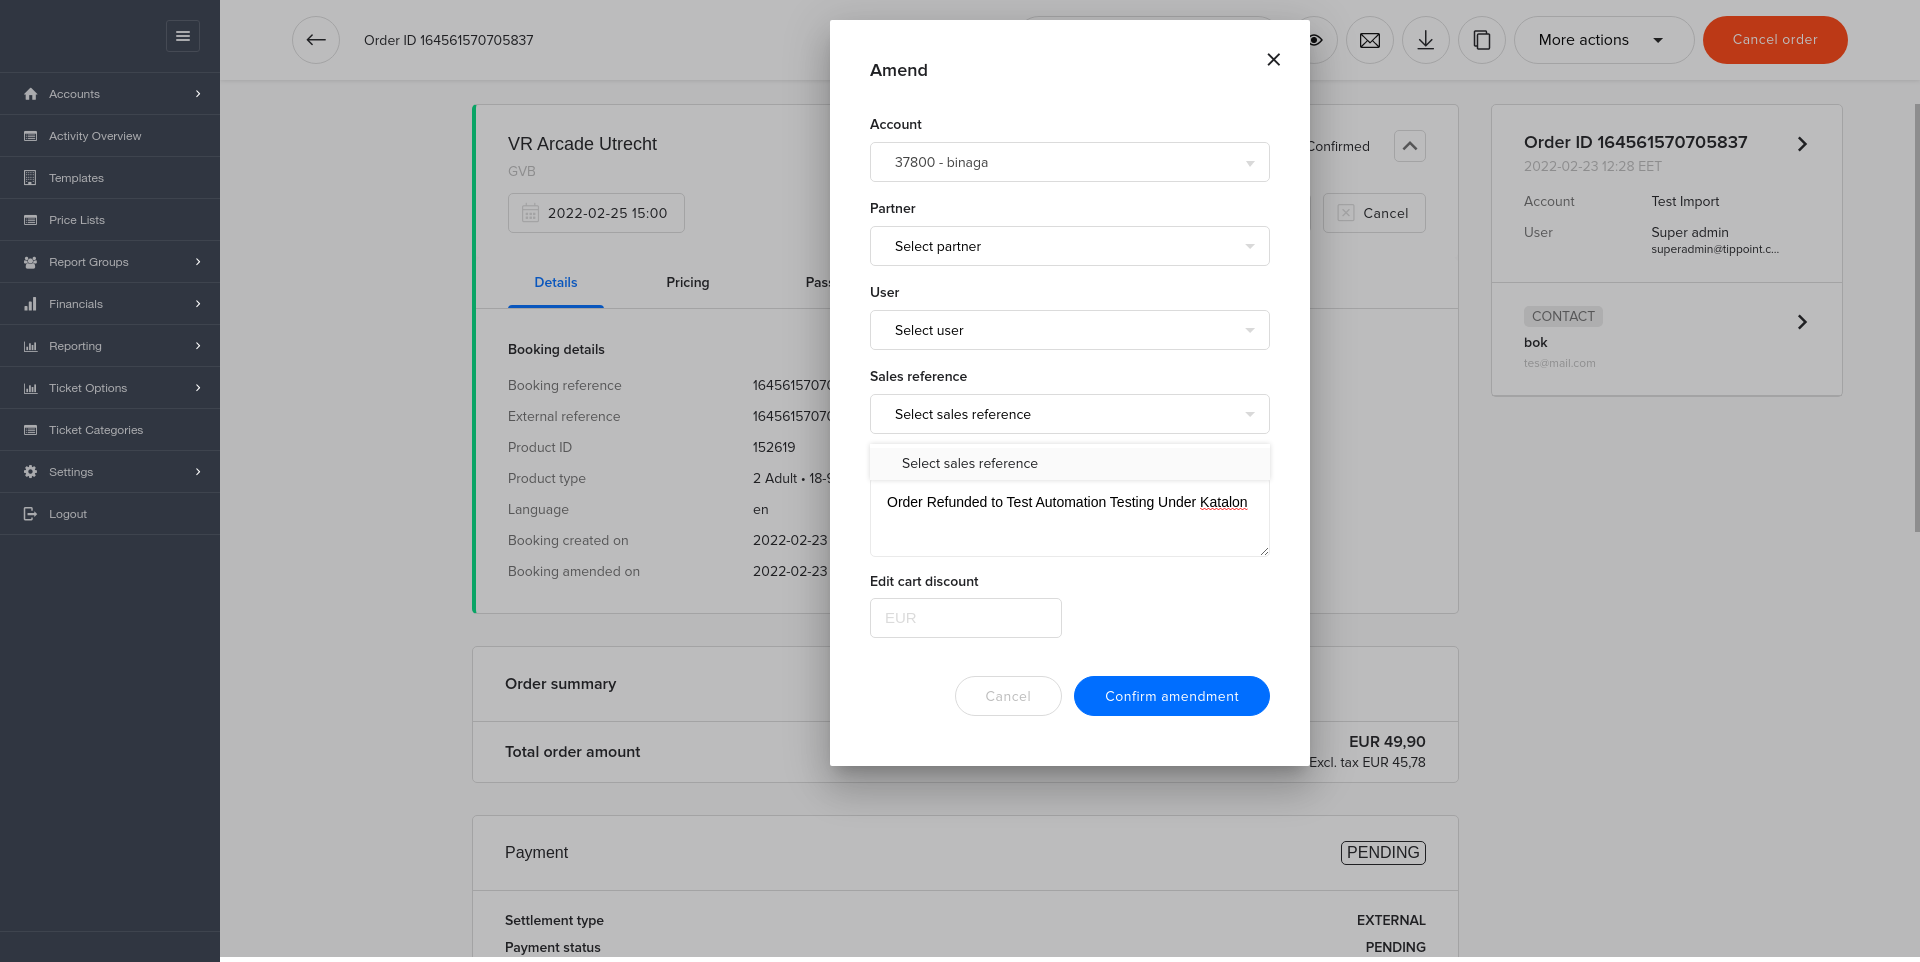 Accounts
Activity Overview
Templates
Price Lists
Report Groups
Financials
Reporting
Ticket Options
Ticket Categories
Settings
Logout
Order ID 164561570705837
More actions
Cancel order
VR Arcade Utrecht
GVB
2022-02-25 15:00
Confirmed
Cancel
Details
Pricing
Booking details
Booking reference
External reference
Product ID
152619
Product type
2 Adult • 18-
Language
en
Booking created on
2022-02-23
Booking amended on
2022-02-23
Order summary
Total order amount
EUR 49,90
Excl. tax EUR 45,78
Payment
PENDING
Settlement type
EXTERNAL
Payment status
PENDING
Amend
Account
37800 - binaga
Partner
Select partner
User
Select user
Sales reference
Select sales reference
Select sales reference
Order Refunded to Test Automation Testing Under Katalon
Edit cart discount
EUR
Cancel
Confirm amendment
Order ID 164561570705837
2022-02-23 12:28 EET
Account
Test Import
User
Super admin
superadmin@tippoint.c...
CONTACT
bok
tes@mail.com